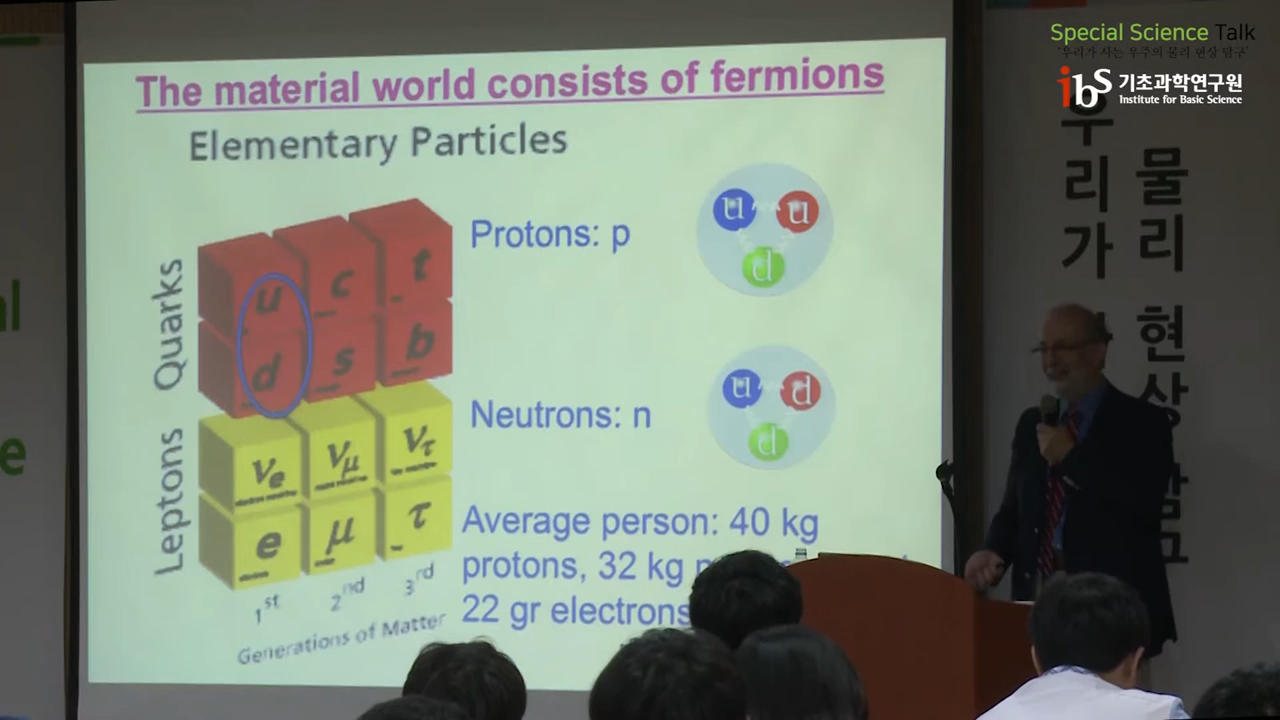 Special Science Talk
'우리가 사는 우주의 물리 현상 탐구'
ibs 기초과학연구원
Institute for Basic Science
The material world consists of fermions
Elementary Particles
Quarks
u c t
d s b
Leptons
νe νμ ντ
e μ τ
1st 2nd 3rd
Generations of Matter
Protons: p
u u
d
Neutrons: n
u d
d
Average person: 40 kg
protons, 32 kg
22 gr electrons
우리가
물리 현상
al
e